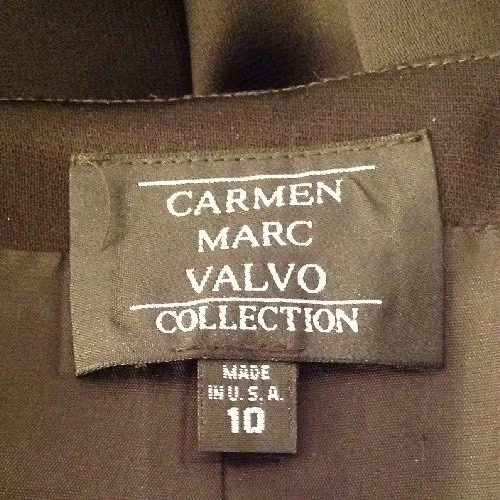 CARMEN
MARC
VALVO
COLLECTION
MADE
IN U.S.A.
10